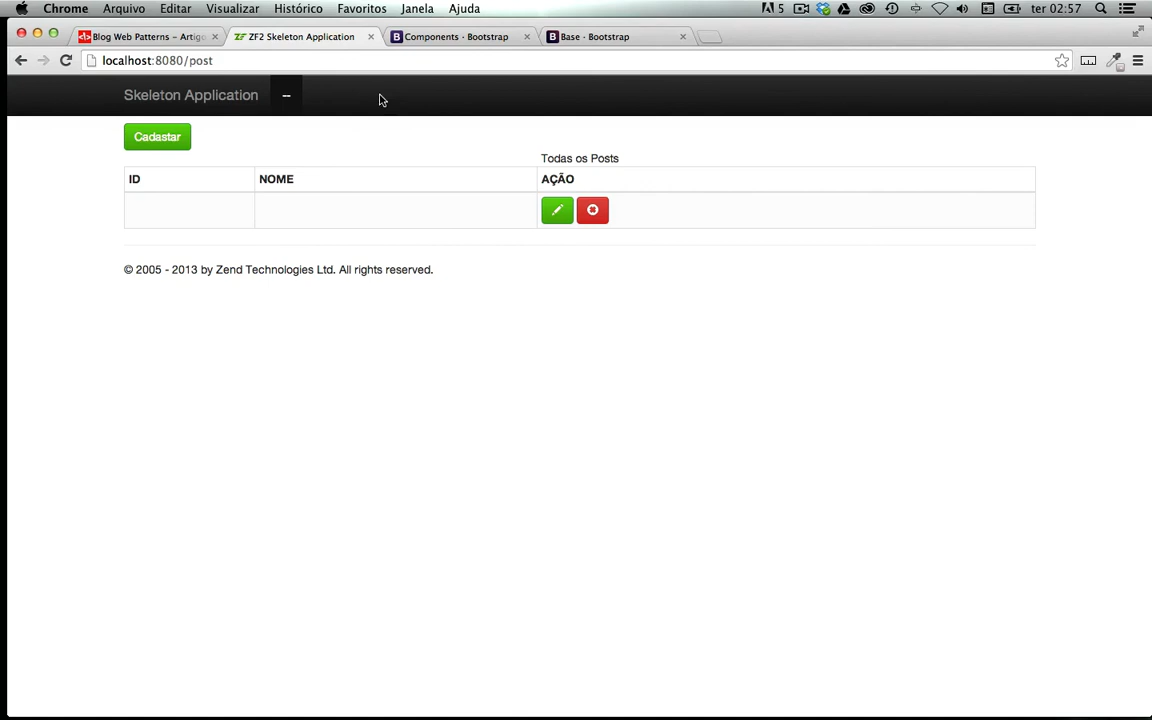 Chrome Arquivo Editar Visualizar Histórico Favoritos Janela Ajuda 5 ter 02:57
Blog Web Patterns – Artigo ZF2 Skeleton Application Components · Bootstrap Base · Bootstrap
localhost:8080/post
Skeleton Application --
Cadastar
Todas os Posts
ID NOME AÇÃO
© 2005 - 2013 by Zend Technologies Ltd. All rights reserved.